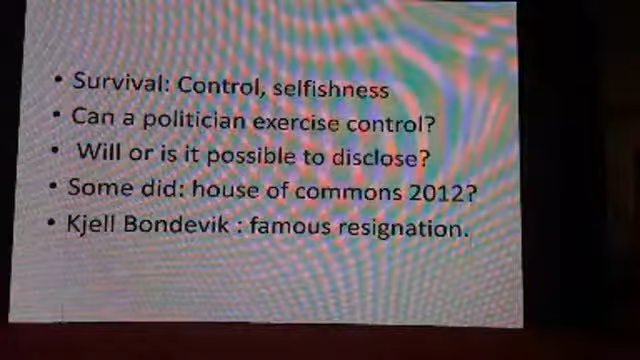 • Survival: Control, selfishness
• Can a politician exercise control?
• Will or is it possible to disclose?
• Some did: house of commons 2012?
• Kjell Bondevik : famous resignation.